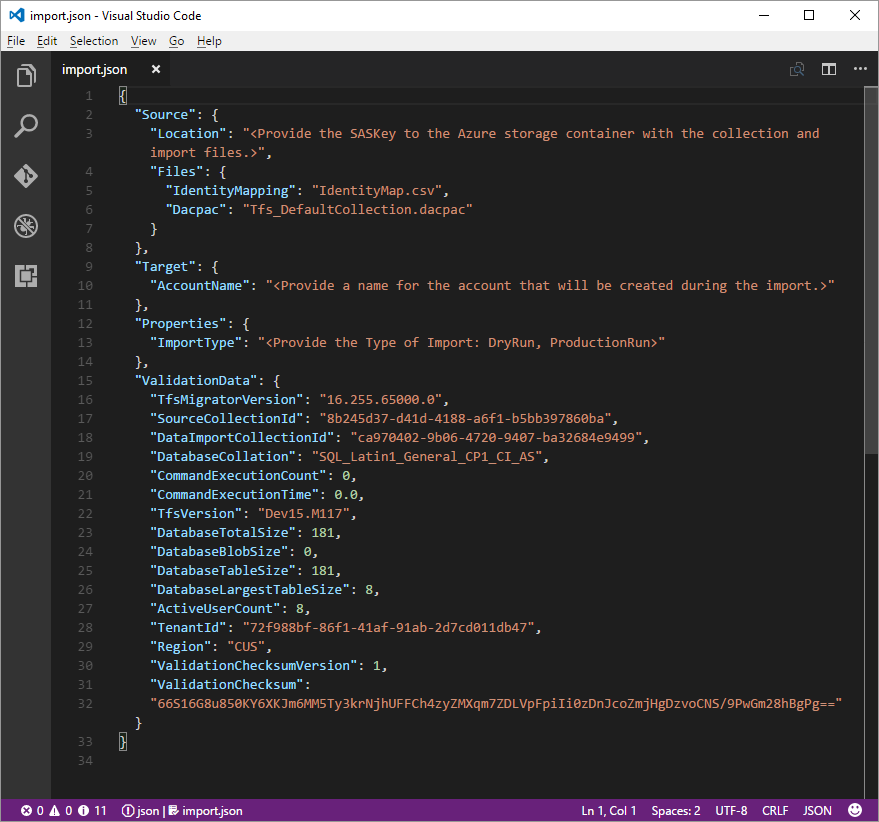 import.json - Visual Studio Code
File Edit Selection View Go Help
import.json
1 {
2 "Source": {
3 "Location": "<Provide the SASKey to the Azure storage container with the collection and
import files.>",
4 "Files": {
5 "IdentityMapping": "IdentityMap.csv",
6 "Dacpac": "Tfs_DefaultCollection.dacpac"
7 }
8 },
9 "Target": {
10 "AccountName": "<Provide a name for the account that will be created during the import.>"
11 },
12 "Properties": {
13 "ImportType": "<Provide the Type of Import: DryRun, ProductionRun>"
14 },
15 "ValidationData": {
16 "TfsMigratorVersion": "16.255.65000.0",
17 "SourceCollectionId": "8b245d37-d41d-4188-a6f1-b5bb397860ba",
18 "DataImportCollectionId": "ca970402-9b06-4720-9407-ba32684e9499",
19 "DatabaseCollation": "SQL_Latin1_General_CP1_CI_AS",
20 "CommandExecutionCount": 0,
21 "CommandExecutionTime": 0.0,
22 "TfsVersion": "Dev15.M117",
23 "DatabaseTotalSize": 181,
24 "DatabaseBlobSize": 0,
25 "DatabaseTableSize": 181,
26 "DatabaseLargestTableSize": 8,
27 "ActiveUserCount": 8,
28 "TenantId": "72f988bf-86f1-41af-91ab-2d7cd011db47",
29 "Region": "CUS",
30 "ValidationChecksumVersion": 1,
31 "ValidationChecksum":
32 "66S16G8u850KY6XKJm6MM5Ty3krNjhUFFCh4zyZMXqm7ZDLVpFpiIi0zDnJcoZmjHgDzvoCNS/9PwGm28hBgPg=="
}
33 }
34
0 0 11 json | import.json Ln 1, Col 1 Spaces: 2 UTF-8 CRLF JSON